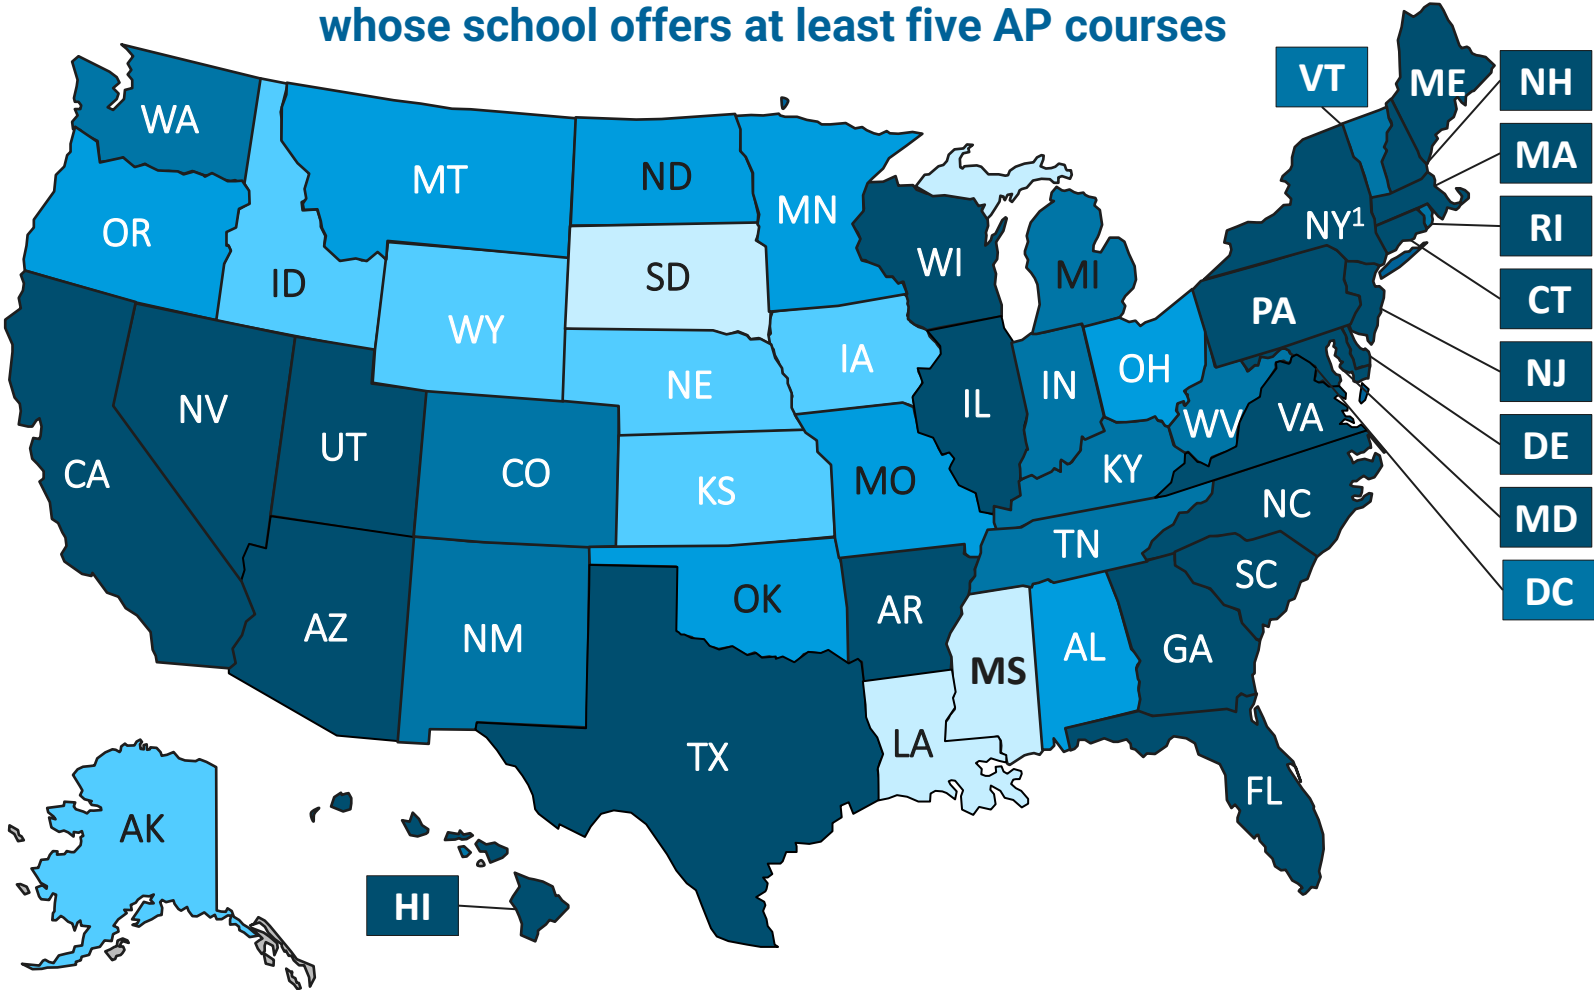 whose school offers at least five AP courses
VT
ME
NH
WA
MA
MT
ND
MN
OR
NY¹
RI
WI
ID
SD
MI
CT
PA
WY
IA
OH
NJ
NE
IN
NV
IL
WV
VA
DE
UT
CO
KY
CA
KS
MO
NC
MD
TN
SC
DC
OK
AR
AZ
NM
AL
GA
MS
LA
TX
FL
AK
HI